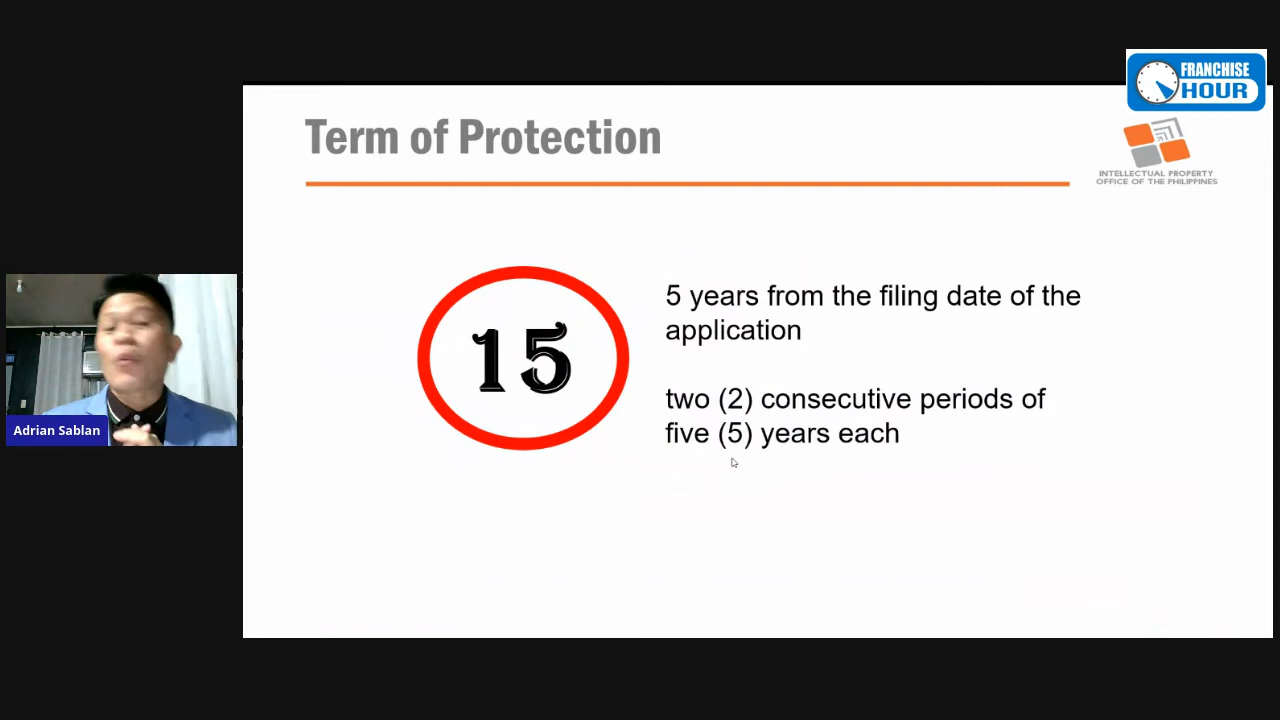 FRANCHISE
HOUR
Term of Protection
INTELLECTUAL PROPERTY
OFFICE OF THE PHILIPPINES
15
5 years from the filing date of the
application
two (2) consecutive periods of
five (5) years each
Adrian Sablan